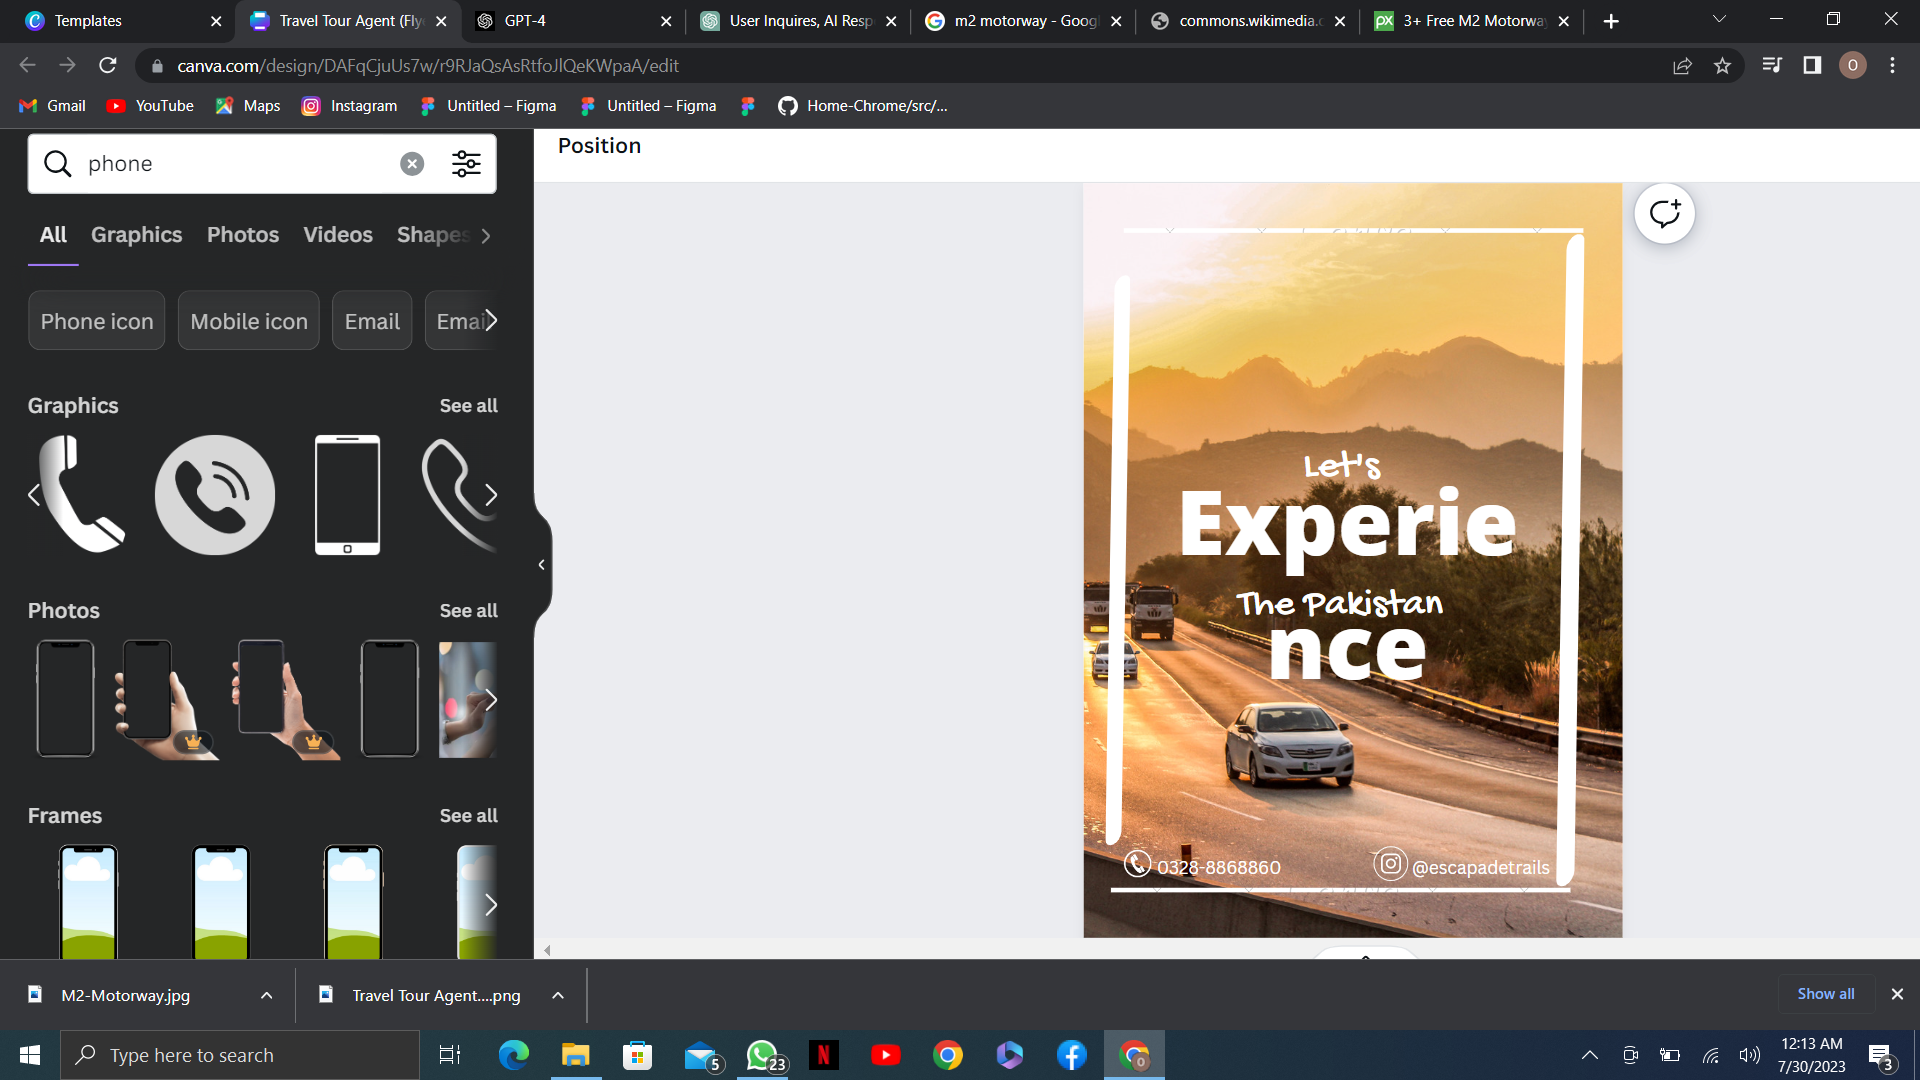 Templates
Travel Tour Agent (Flye
GPT-4
User Inquires, AI Resp
m2 motorway - Googl
commons.wikimedia.c
px 3+ Free M2 Motorway
canva.com/design/DAFqCjuUs7w/r9RJaQsAsRtfoJlQeKWpaA/edit
O
Gmail
YouTube
Maps
Instagram
Untitled – Figma
Untitled – Figma
Home-Chrome/src/...
phone
Position
All
Graphics
Photos
Videos
Shapes
Phone icon
Mobile icon
Email
Emai
Graphics
See all
Photos
See all
Frames
See all
Let's
Experie
The Pakistan
nce
0328-8868860
@escapadetrails
M2-Motorway.jpg
Travel Tour Agent....png
Show all
Type here to search
5
23
N
O
12:13 AM
7/30/2023
3